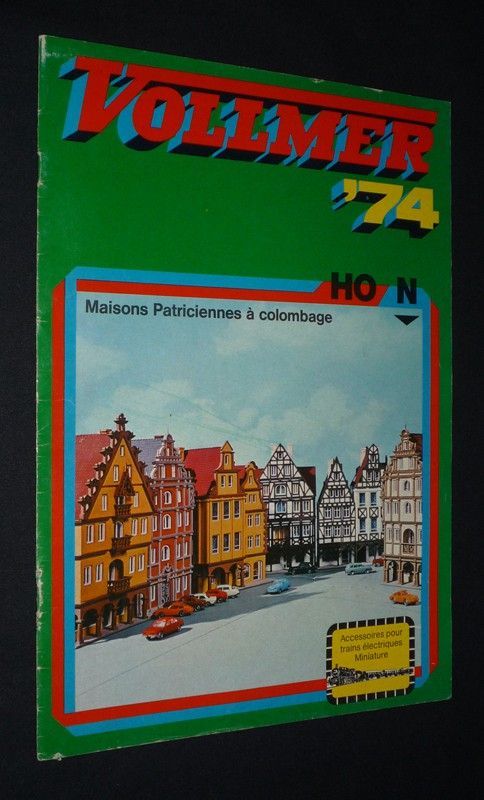 VOLLMER
'74
HO N
Maisons Patriciennes à colombage
Accessoires pour
trains électriques
Miniature